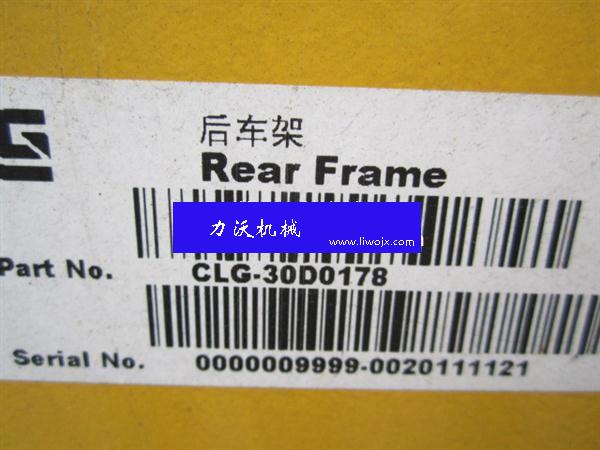 后车架
Rear Frame
力沃机械
www.liwojx.com
Part No.
CLG-30D0178
Serial No.
0000009999-0020111121